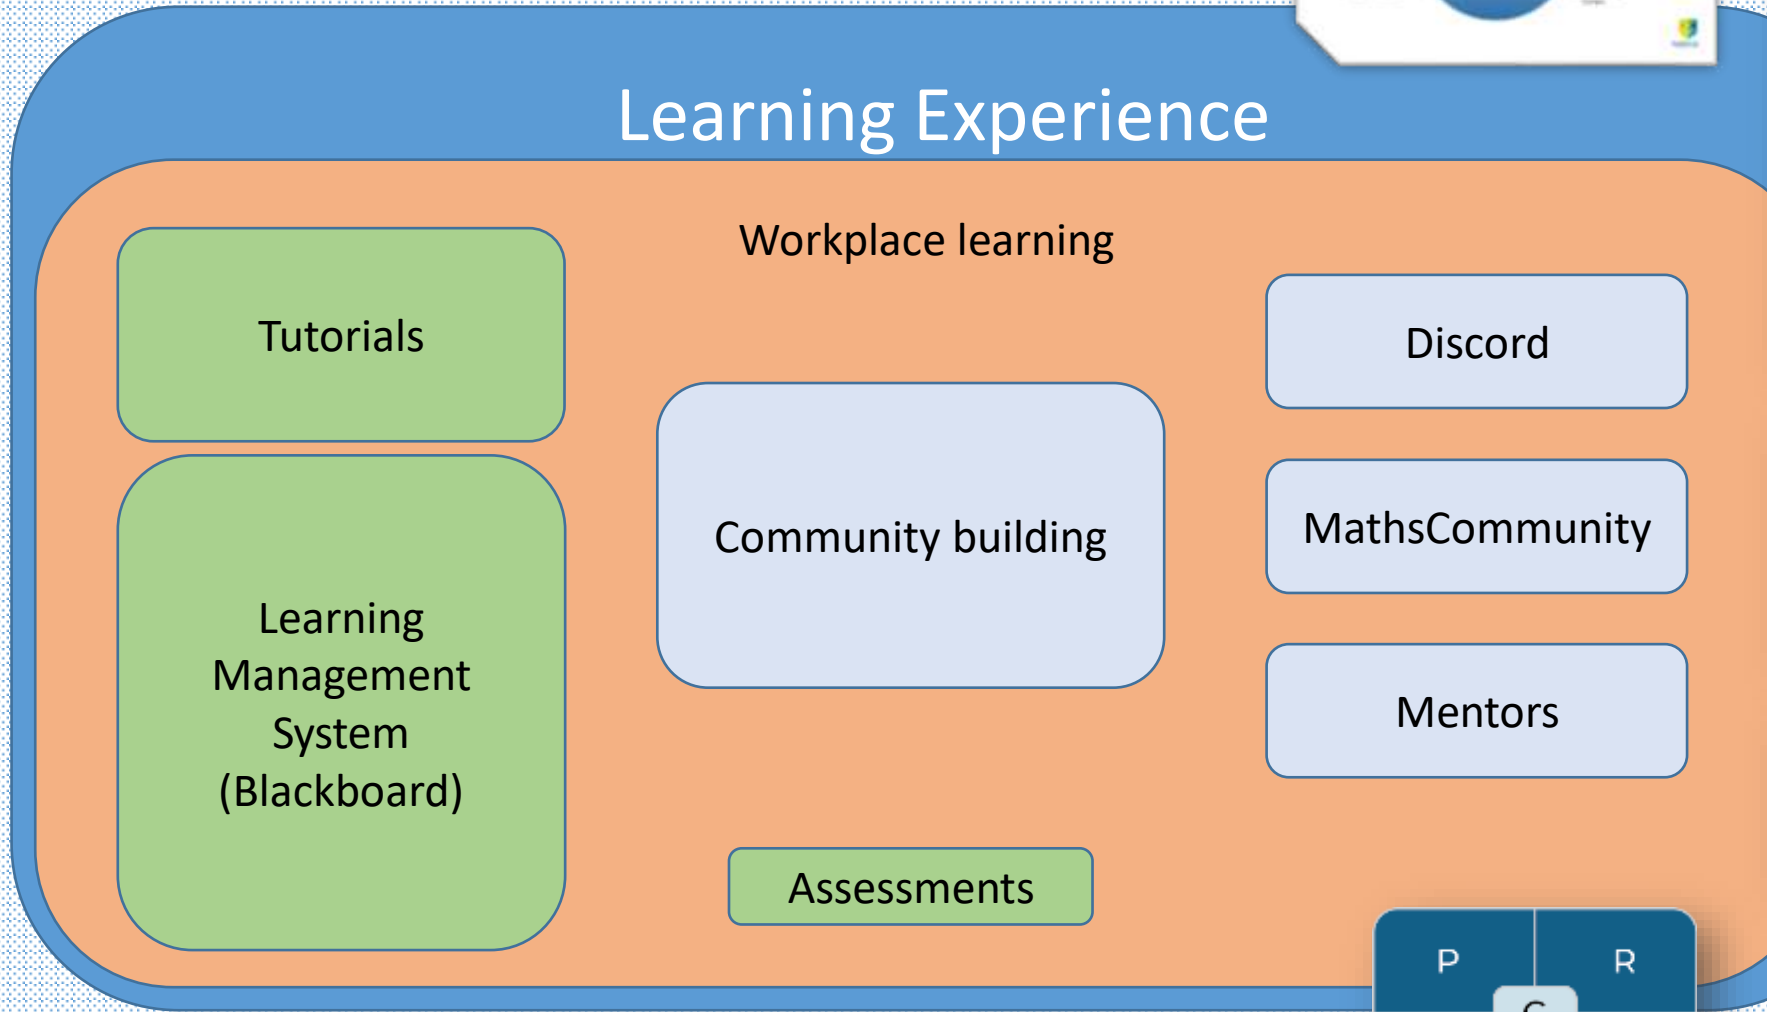 Learning Experience
Workplace learning
Tutorials
Learning
Management
System
(Blackboard)
Community building
Assessments
Discord
MathsCommunity
Mentors
P
R